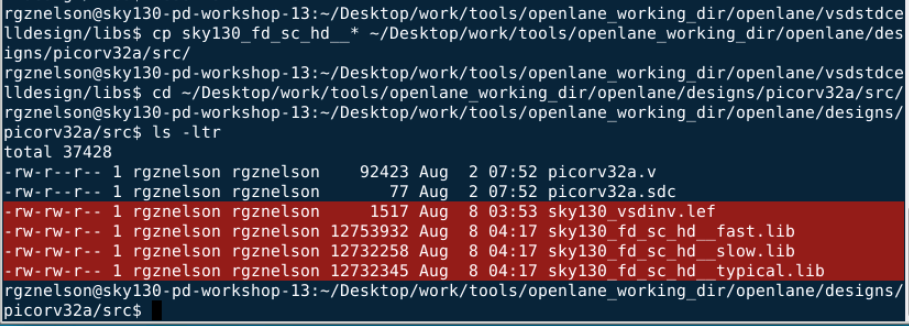 rgznelson@sky130-pd-workshop-13:~/Desktop/work/tools/openlane_working_dir/openlane/vsdstdce
lldesign/libs$ cp sky130_fd_sc_hd__* ~/Desktop/work/tools/openlane_working_dir/openlane/des
igns/picorv32a/src/
rgznelson@sky130-pd-workshop-13:~/Desktop/work/tools/openlane_working_dir/openlane/vsdstdce
lldesign/libs$ cd ~/Desktop/work/tools/openlane_working_dir/openlane/designs/picorv32a/src/
rgznelson@sky130-pd-workshop-13:~/Desktop/work/tools/openlane_working_dir/openlane/designs/
picorv32a/src$ ls -ltr
total 37428
-rw-r--r-- 1 rgznelson rgznelson    92423 Aug  2 07:52 picorv32a.v
-rw-r--r-- 1 rgznelson rgznelson       77 Aug  2 07:52 picorv32a.sdc
-rw-rw-r-- 1 rgznelson rgznelson     1517 Aug  8 03:53 sky130_vsdinv.lef
-rw-rw-r-- 1 rgznelson rgznelson 12753932 Aug  8 04:17 sky130_fd_sc_hd__fast.lib
-rw-rw-r-- 1 rgznelson rgznelson 12732258 Aug  8 04:17 sky130_fd_sc_hd__slow.lib
-rw-rw-r-- 1 rgznelson rgznelson 12732345 Aug  8 04:17 sky130_fd_sc_hd__typical.lib
rgznelson@sky130-pd-workshop-13:~/Desktop/work/tools/openlane_working_dir/openlane/designs/
picorv32a/src$